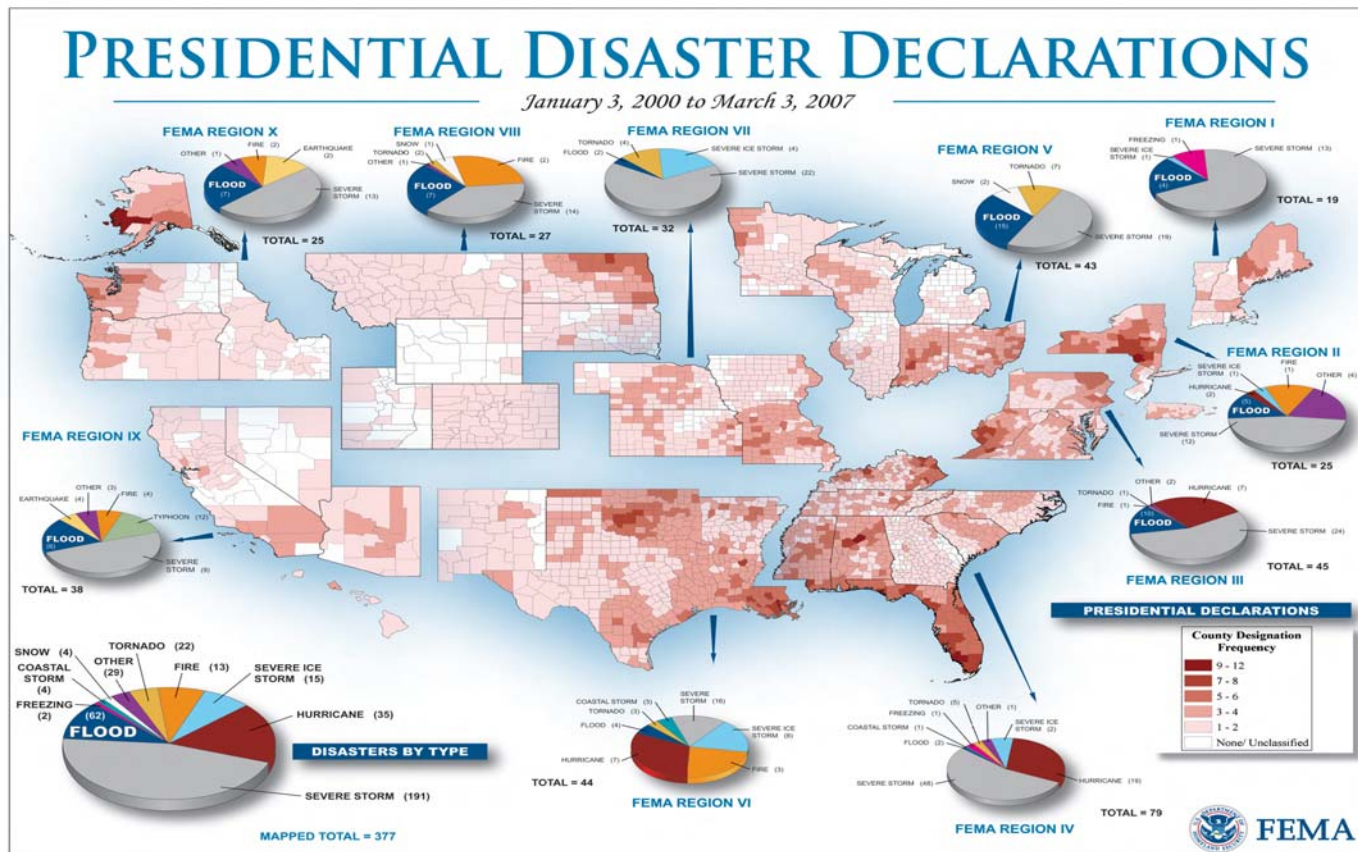 PRESIDENTIAL DISASTER DECLARATIONS
January 3, 2000 to March 3, 2007
FEMA REGION X
OTHER (1)
FIRE (2)
EARTHQUAKE (2)
FLOOD (7)
SEVERE STORM (13)
TOTAL = 25
FEMA REGION VIII
SNOW (1)
TORNADO (2)
OTHER (1)
FIRE (2)
FLOOD (7)
SEVERE STORM (14)
TOTAL = 27
FEMA REGION VII
TORNADO (4)
FLOOD (2)
SEVERE ICE STORM (4)
SEVERE STORM (22)
TOTAL = 32
FEMA REGION V
TORNADO (7)
SNOW (2)
FLOOD (15)
SEVERE STORM (19)
TOTAL = 43
FEMA REGION I
FREEZING (1)
SEVERE ICE STORM (1)
SEVERE STORM (13)
FLOOD (4)
TOTAL = 19
FEMA REGION II
SEVERE ICE STORM (1)
FIRE (1)
OTHER (4)
HURRICANE (2)
FLOOD (5)
SEVERE STORM (12)
TOTAL = 25
FEMA REGION IX
OTHER (3)
EARTHQUAKE (4)
FIRE (4)
TYPHOON (12)
FLOOD
SEVERE STORM (8)
TOTAL = 38
OTHER (2)
HURRICANE (7)
TORNADO (1)
FIRE (1)
FLOOD (10)
SEVERE STORM (24)
TOTAL = 45
FEMA REGION III
PRESIDENTIAL DECLARATIONS
County Designation
Frequency
9 - 12
7 - 8
5 - 6
3 - 4
1 - 2
None/ Unclassified
TORNADO (22)
SNOW (4)
OTHER (29)
FIRE (13)
COASTAL STORM (4)
SEVERE ICE STORM (15)
FREEZING (2)
FLOOD (62)
HURRICANE (35)
SEVERE STORM (191)
DISASTERS BY TYPE
MAPPED TOTAL = 377
SEVERE STORM (16)
COASTAL STORM
TORNADO (3)
SEVERE ICE STORM
FLOOD (4)
HURRICANE (7)
FIRE (3)
TOTAL = 44
FEMA REGION VI
TORNADO (5)
OTHER (1)
FREEZING (1)
SEVERE ICE STORM (2)
COASTAL STORM (1)
FLOOD (2)
SEVERE STORM (48)
HURRICANE (19)
TOTAL = 79
FEMA REGION IV
FEMA